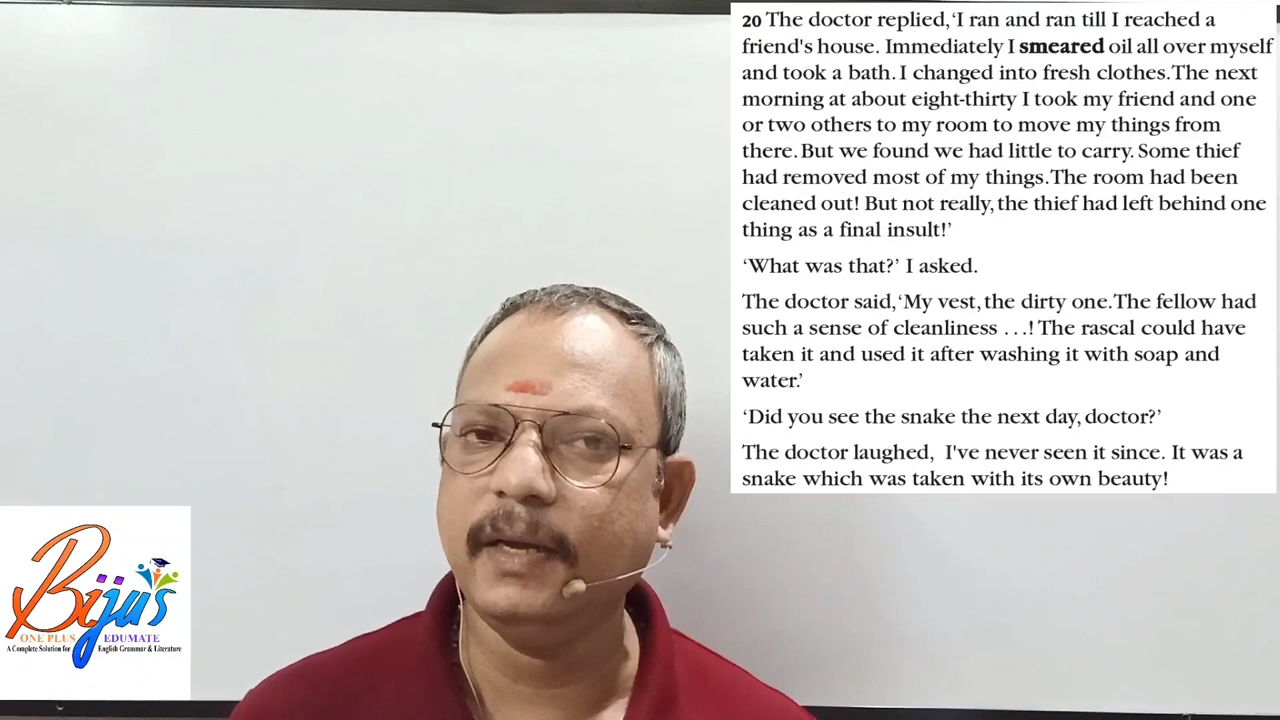 20 The doctor replied, ‘I ran and ran till I reached a
friend's house. Immediately I smeared oil all over myself
and took a bath. I changed into fresh clothes. The next
morning at about eight-thirty I took my friend and one
or two others to my room to move my things from
there. But we found we had little to carry. Some thief
had removed most of my things. The room had been
cleaned out! But not really, the thief had left behind one
thing as a final insult!’
‘What was that?’ I asked.
The doctor said, ‘My vest, the dirty one. The fellow had
such a sense of cleanliness . . .! The rascal could have
taken it and used it after washing it with soap and
water.’
‘Did you see the snake the next day, doctor?’
The doctor laughed, I've never seen it since. It was a
snake which was taken with its own beauty!
Bijus
ONE PLUS EDUMATE
A Complete Solution for English Grammar & Literature